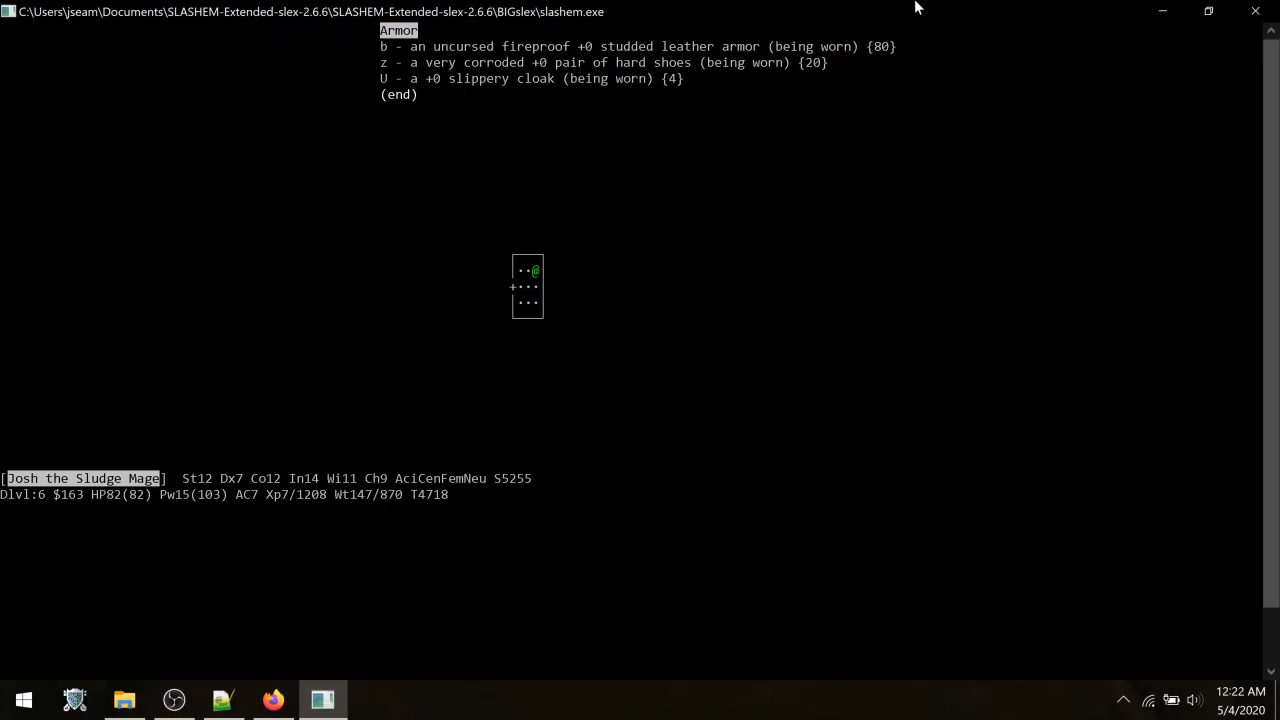 C:\Users\jseam\Documents\SLASHEM-Extended-slex-2.6.6\SLASHEM-Extended-slex-2.6.6\BIGslex\slashem.exe
Armor
b - an uncursed fireproof +0 studded leather armor (being worn) {80}
z - a very corroded +0 pair of hard shoes (being worn) {20}
U - a +0 slippery cloak (being worn) {4}
(end)
··@
+···
···
[Josh the Sludge Mage] St12 Dx7 Co12 In14 Wi11 Ch9 AciCenFemNeu S5255
Dlvl:6 $163 HP82(82) Pw15(103) AC7 Xp7/1208 Wt147/870 T4718
12:22 AM
5/4/2020